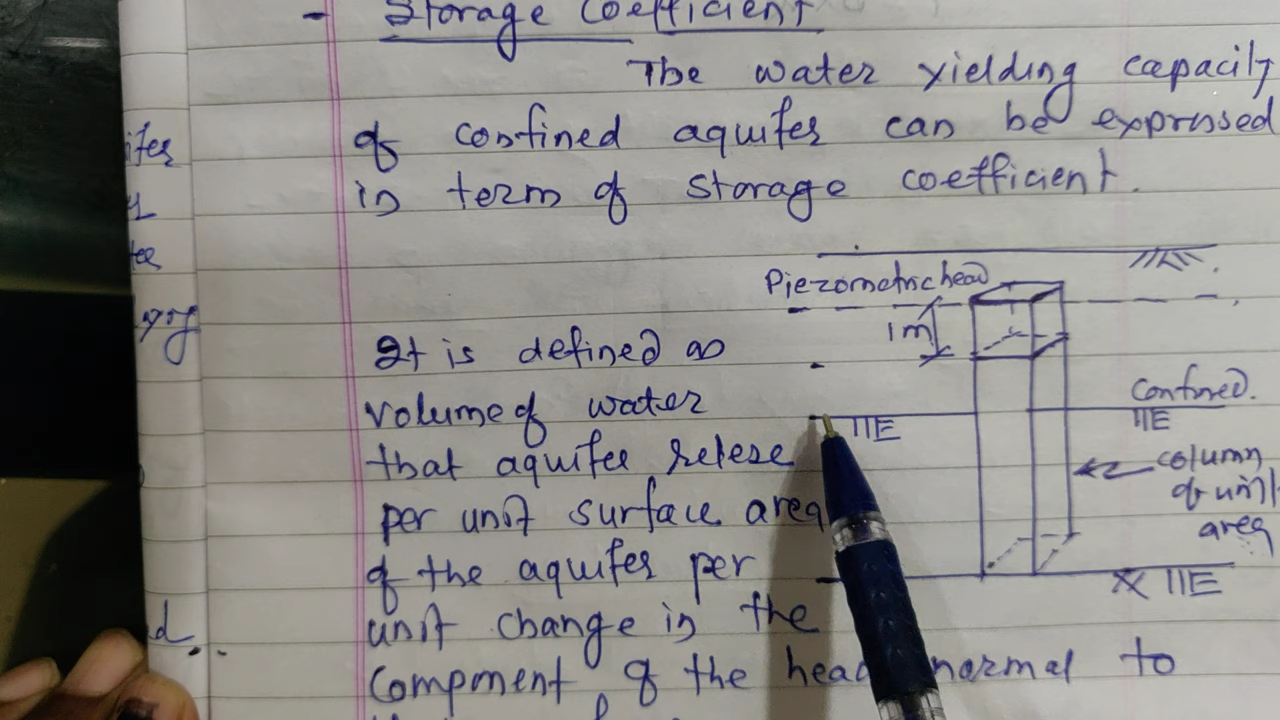 - Storage Coefficient
The water yielding capacity
of confined aquifer can be expressed
in term of storage coefficient.
Piezometric head
1m
It is defined as
volume of water
that aquifer relese
per unit surface area
of the aquifer per
unit change in the
component of the head normal to
Confined.
column
of unit
area